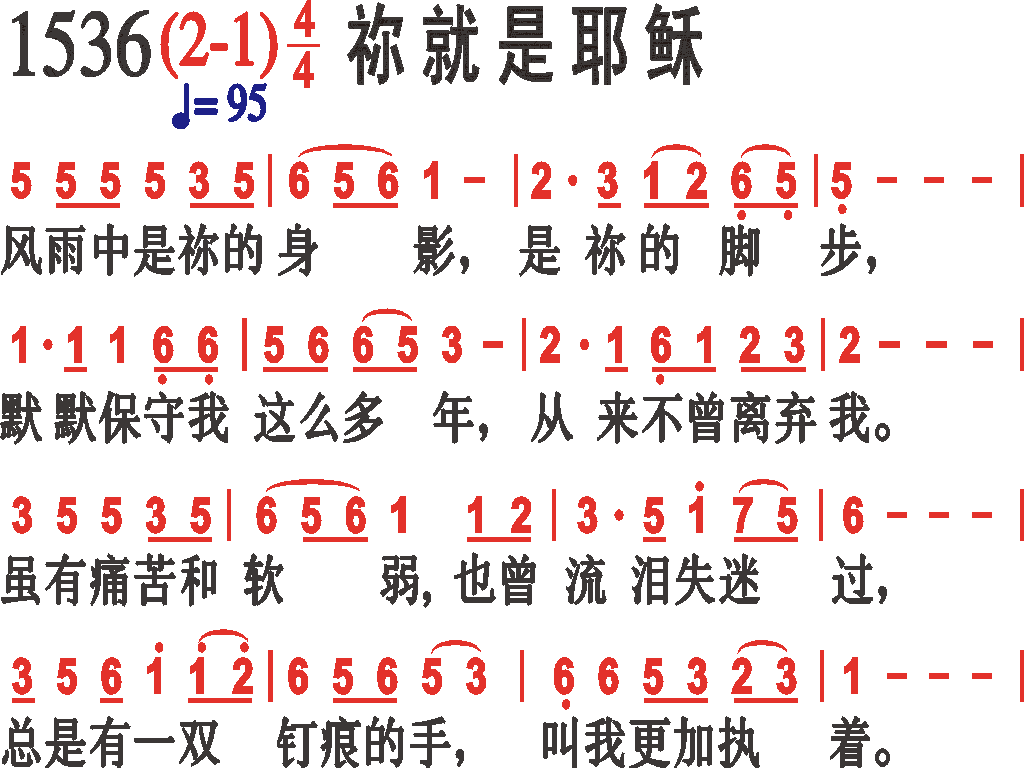 1536(2-1) 4/4 祢就是耶稣
♩= 95
5 5 5 5 3 5 | 6 5 6 1 - | 2 · 3 1 2 6 5 | 5 - - - |
风雨中是祢的身 影， 是 祢的 脚 步，
1 · 1 1 6 6 | 5 6 6 5 3 - | 2 · 1 6 1 2 3 | 2 - - - |
默 默保守我 这么多 年， 从 来不曾离弃我。
3 5 5 3 5 | 6 5 6 1 1 2 | 3 · 5 1 7 5 | 6 - - - |
虽有痛苦和 软 弱, 也曾 流 泪失迷 过，
3 5 6 1 1 2 | 6 5 6 5 3 | 6 6 5 3 2 3 | 1 - - - |
总是有一双 钉痕的手， 叫我更加执 着。